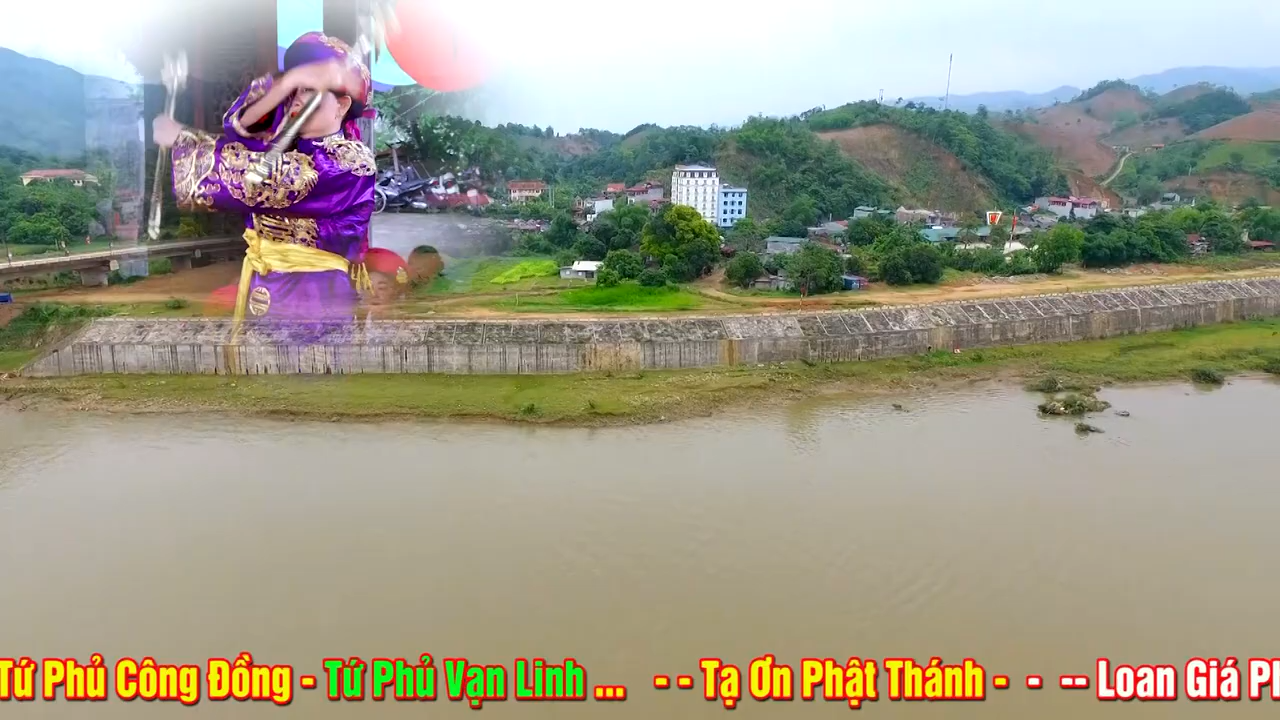 Tứ Phủ Công Đồng - Tứ Phủ Vạn Linh ... - - Tạ Ơn Phật Thánh - - -- Loan Giá